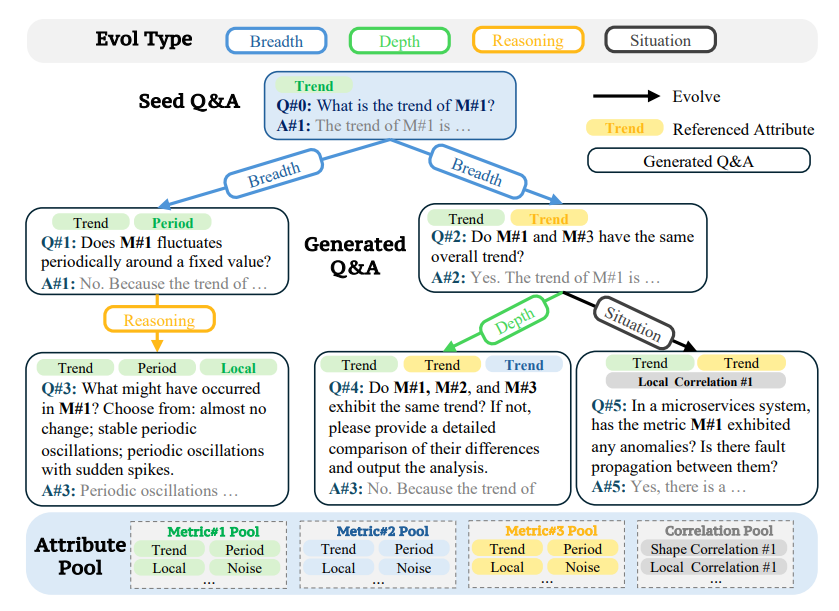 Evol Type
Breadth
Depth
Reasoning
Situation
Seed Q&A
Trend
Q#0: What is the trend of M#1?
A#1: The trend of M#1 is …
Evolve
Trend
Referenced Attribute
Generated Q&A
Breadth
Breadth
Trend
Period
Q#1: Does M#1 fluctuates
periodically around a fixed value?
A#1: No. Because the trend of …
Generated
Q&A
Trend
Trend
Q#2: Do M#1 and M#3 have the same
overall trend?
A#2: Yes. The trend of M#1 is …
Reasoning
Depth
Situation
Trend
Period
Local
Q#3: What might have occurred
in M#1? Choose from: almost no
change; stable periodic
oscillations; periodic oscillations
with sudden spikes.
A#3: Periodic oscillations …
Trend
Trend
Trend
Q#4: Do M#1, M#2, and M#3
exhibit the same trend? If not,
please provide a detailed
comparison of their differences
and output the analysis.
A#3: No. Because the trend of
Trend
Trend
Local Correlation #1
Q#5: In a microservices system,
has the metric M#1 exhibited
any anomalies? Is there fault
propagation between them?
A#5: Yes, there is a …
Attribute
Pool
Metric#1 Pool
Trend
Period
Local
Noise
...
Metric#2 Pool
Trend
Period
Local
Noise
...
Metric#3 Pool
Trend
Period
Local
Noise
...
Correlation Pool
Shape Correlation #1
Local Correlation #1
...